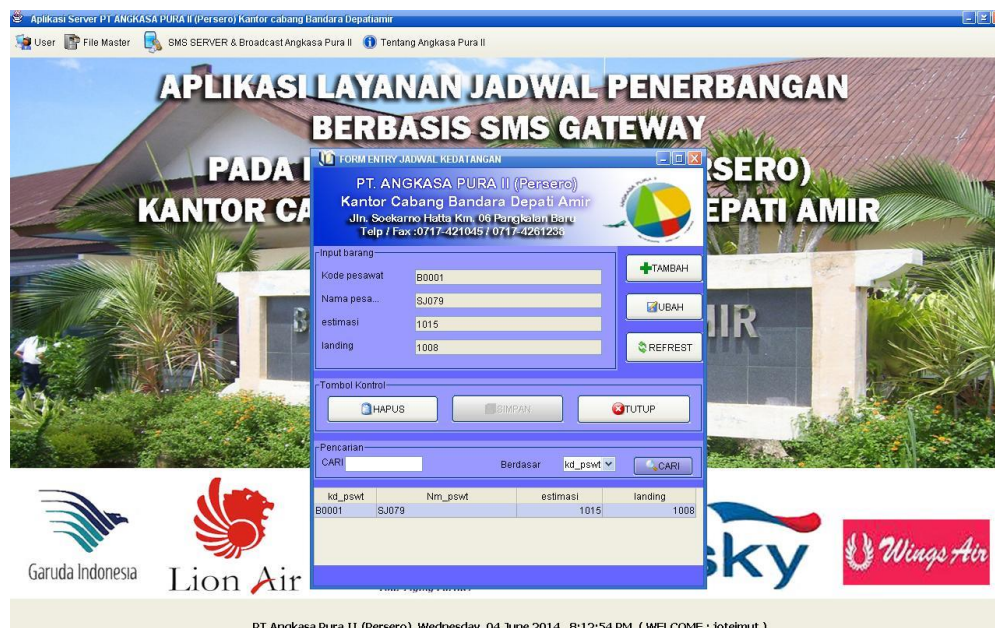 Aplikasi Server PT ANGKASA PURA II (Persero) Kantor cabang Bandara Depatiamir
User File Master SMS SERVER & Broadcast Angkasa Pura II Tentang Angkasa Pura II
APLIKASI LAYANAN JADWAL PENERBANGAN
BERBASIS SMS GATEWAY
PADA
SERO)
KANTOR CA
EPATI AMIR
FORM ENTRY JADWAL KEDATANGAN
PT. ANGKASA PURA II (Persero)
Kantor Cabang Bandara Depati Amir
Jln. Soekarno Hatta Km. 06 Pangkalan Baru
Telp / Fax :0717-421045 / 0717-4261238
Input barang
Kode pesawat B0001
Nama pesa... SJ079
estimasi 1015
landing 1008
TAMBAH
UBAH
REFREST
Tombol Kontrol
HAPUS SIMPAN TUTUP
Pencarian
CARI Berdasar kd_pswt CARI
kd_pswt Nm_pswt estimasi landing
B0001 SJ079 1015 1008
B
IR
Garuda Indonesia
Lion Air
sky
Wings Air
PT Angkasa Pura II (Persero) Wednesday, 04 June 2014 8:12:54 PM ( WELCOME : joteimut )